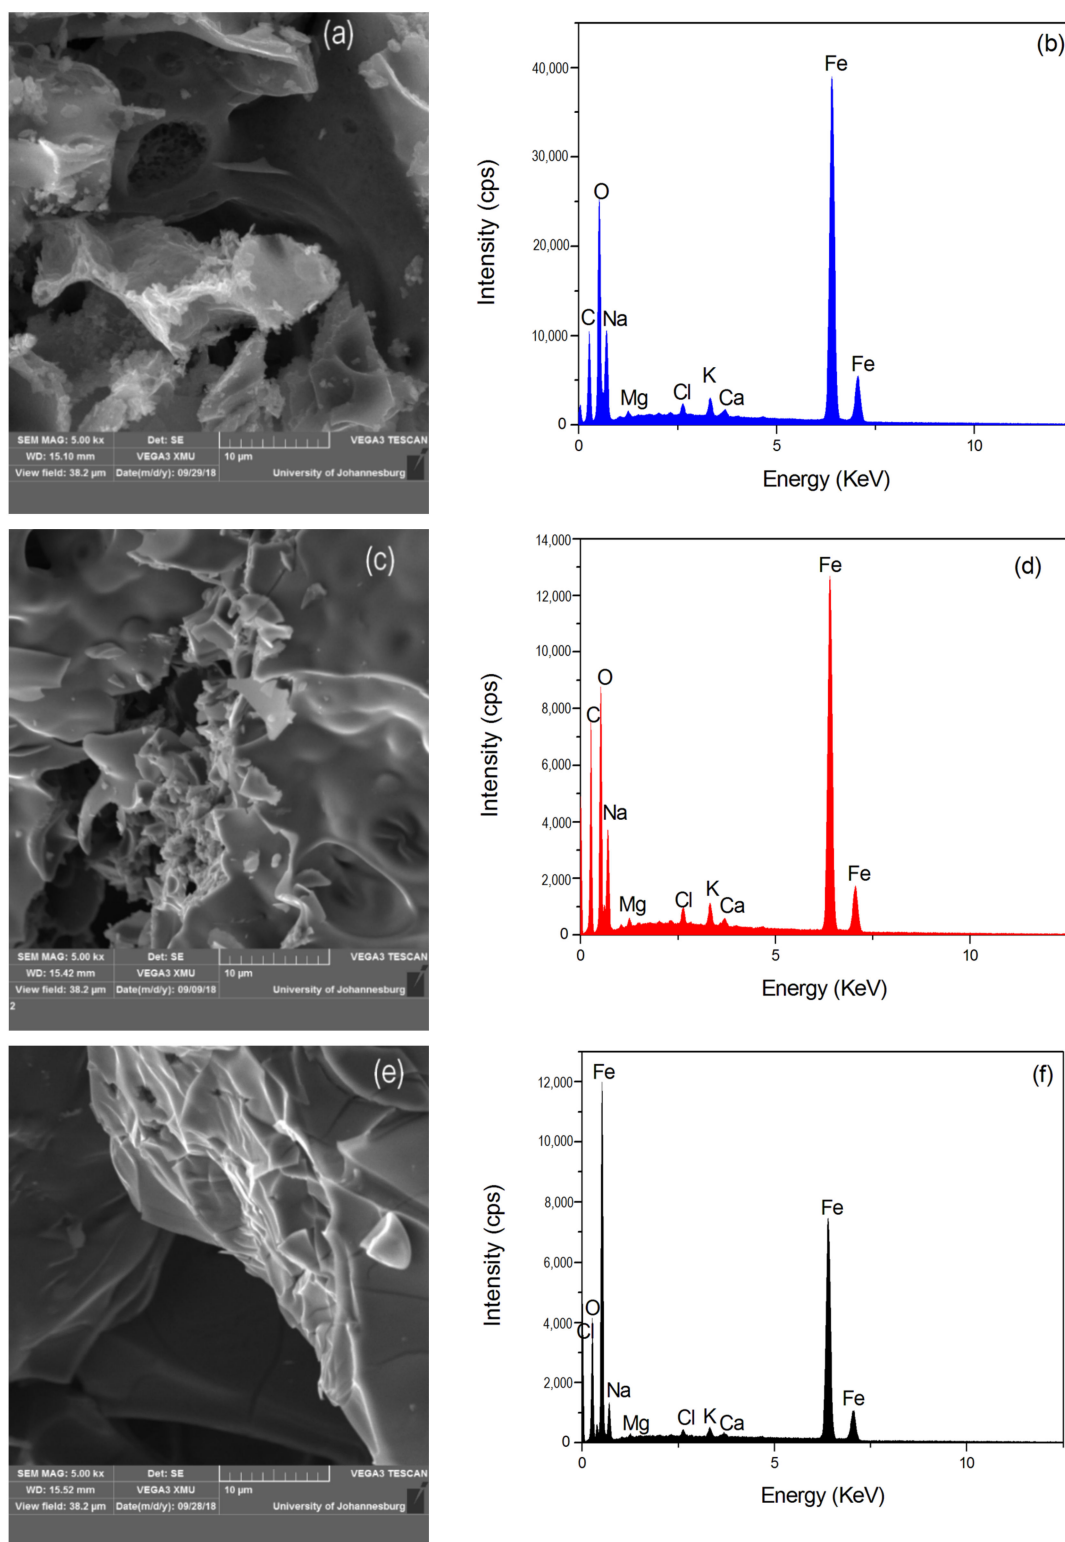 (a)
SEM MAG: 5.00 kx Det: SE VEGA3 TESCAN
WD: 15.10 mm VEGA3 XMU 10 µm
View field: 38.2 µm Date(m/d/y): 09/29/18 University of Johannesburg
(b)
Intensity (cps)
40,000
30,000
20,000
10,000
0
C
O
Na
Mg
Cl
K
Ca
Fe
Fe
0 5 10
Energy (KeV)
(c)
SEM MAG: 5.00 kx Det: SE VEGA3 TESCAN
WD: 15.42 mm VEGA3 XMU 10 µm
View field: 38.2 µm Date(m/d/y): 09/09/18 University of Johannesburg
2
(d)
Intensity (cps)
14,000
12,000
10,000
8,000
6,000
4,000
2,000
0
C
O
Na
Mg
Cl
K
Ca
Fe
Fe
0 5 10
Energy (KeV)
(e)
SEM MAG: 5.00 kx Det: SE VEGA3 TESCAN
WD: 15.52 mm VEGA3 XMU 10 µm
View field: 38.2 µm Date(m/d/y): 09/28/18 University of Johannesburg
(f)
Intensity (cps)
12,000
10,000
8,000
6,000
4,000
2,000
0
C
O
Fe
Na
Mg
Cl
K
Ca
Fe
Fe
0 5 10
Energy (KeV)